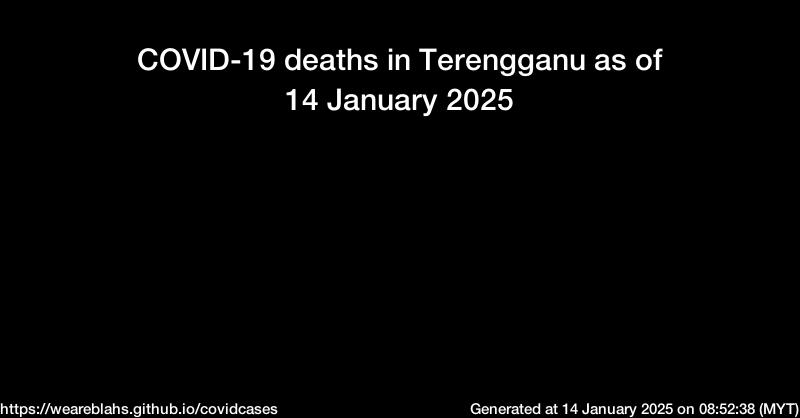 COVID-19 deaths in Terengganu as of
14 January 2025
https://weareblahs.github.io/covidcases
Generated at 14 January 2025 on 08:52:38 (MYT)